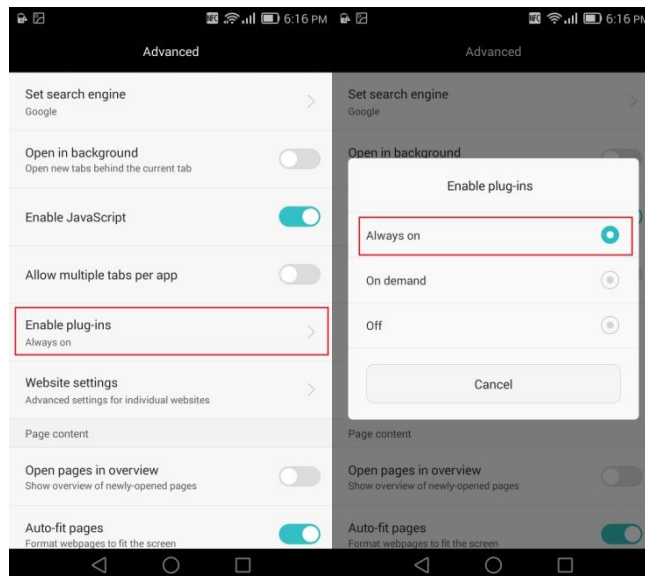 NFC 6:16 PM
Advanced
Set search engine
Google
Open in background
Open new tabs behind the current tab
Enable JavaScript
Allow multiple tabs per app
Enable plug-ins
Always on
Website settings
Advanced settings for individual websites
Page content
Open pages in overview
Show overview of newly-opened pages
Auto-fit pages
Format webpages to fit the screen
NFC 6:16 PM
Advanced
Set search engine
Google
Open in background
Enable plug-ins
Always on
On demand
Off
Cancel
Page content
Open pages in overview
Show overview of newly-opened pages
Auto-fit pages
Format webpages to fit the screen